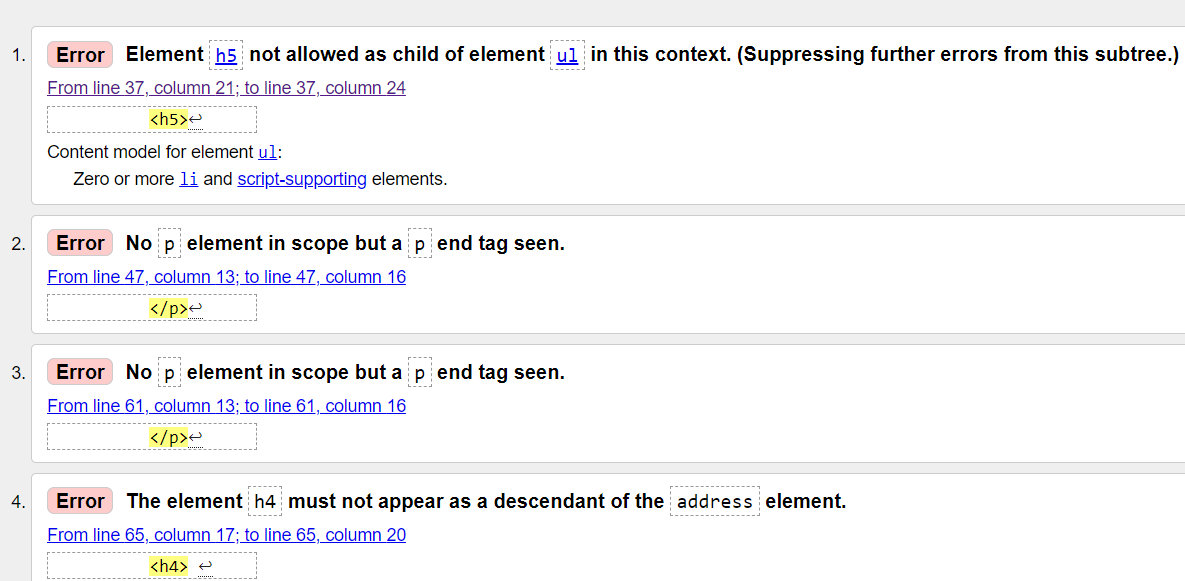 1. Error Element h5 not allowed as child of element ul in this context. (Suppressing further errors from this subtree.)
From line 37, column 21; to line 37, column 24
<h5>↩
Content model for element ul:
Zero or more li and script-supporting elements.
2. Error No p element in scope but a p end tag seen.
From line 47, column 13; to line 47, column 16
</p>↩
3. Error No p element in scope but a p end tag seen.
From line 61, column 13; to line 61, column 16
</p>↩
4. Error The element h4 must not appear as a descendant of the address element.
From line 65, column 17; to line 65, column 20
<h4> ↩